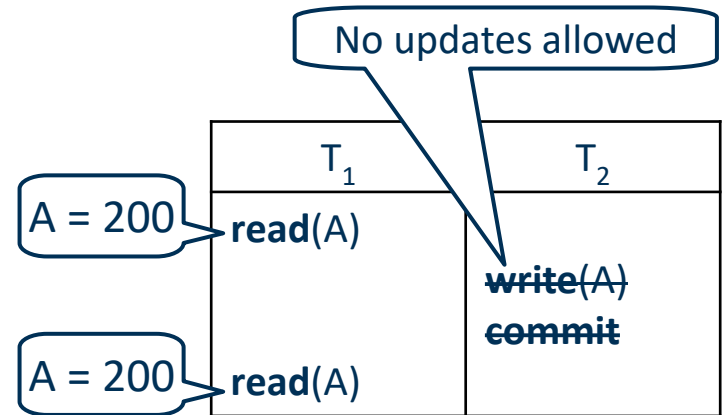 No updates allowed
T₁ T₂
A = 200 read(A)
write(A)
commit
A = 200 read(A)